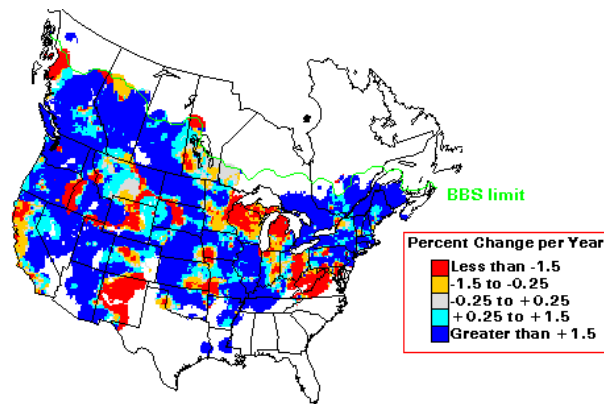 BBS limit
Percent Change per Year
Less than -1.5
-1.5 to -0.25
-0.25 to +0.25
+0.25 to +1.5
Greater than +1.5